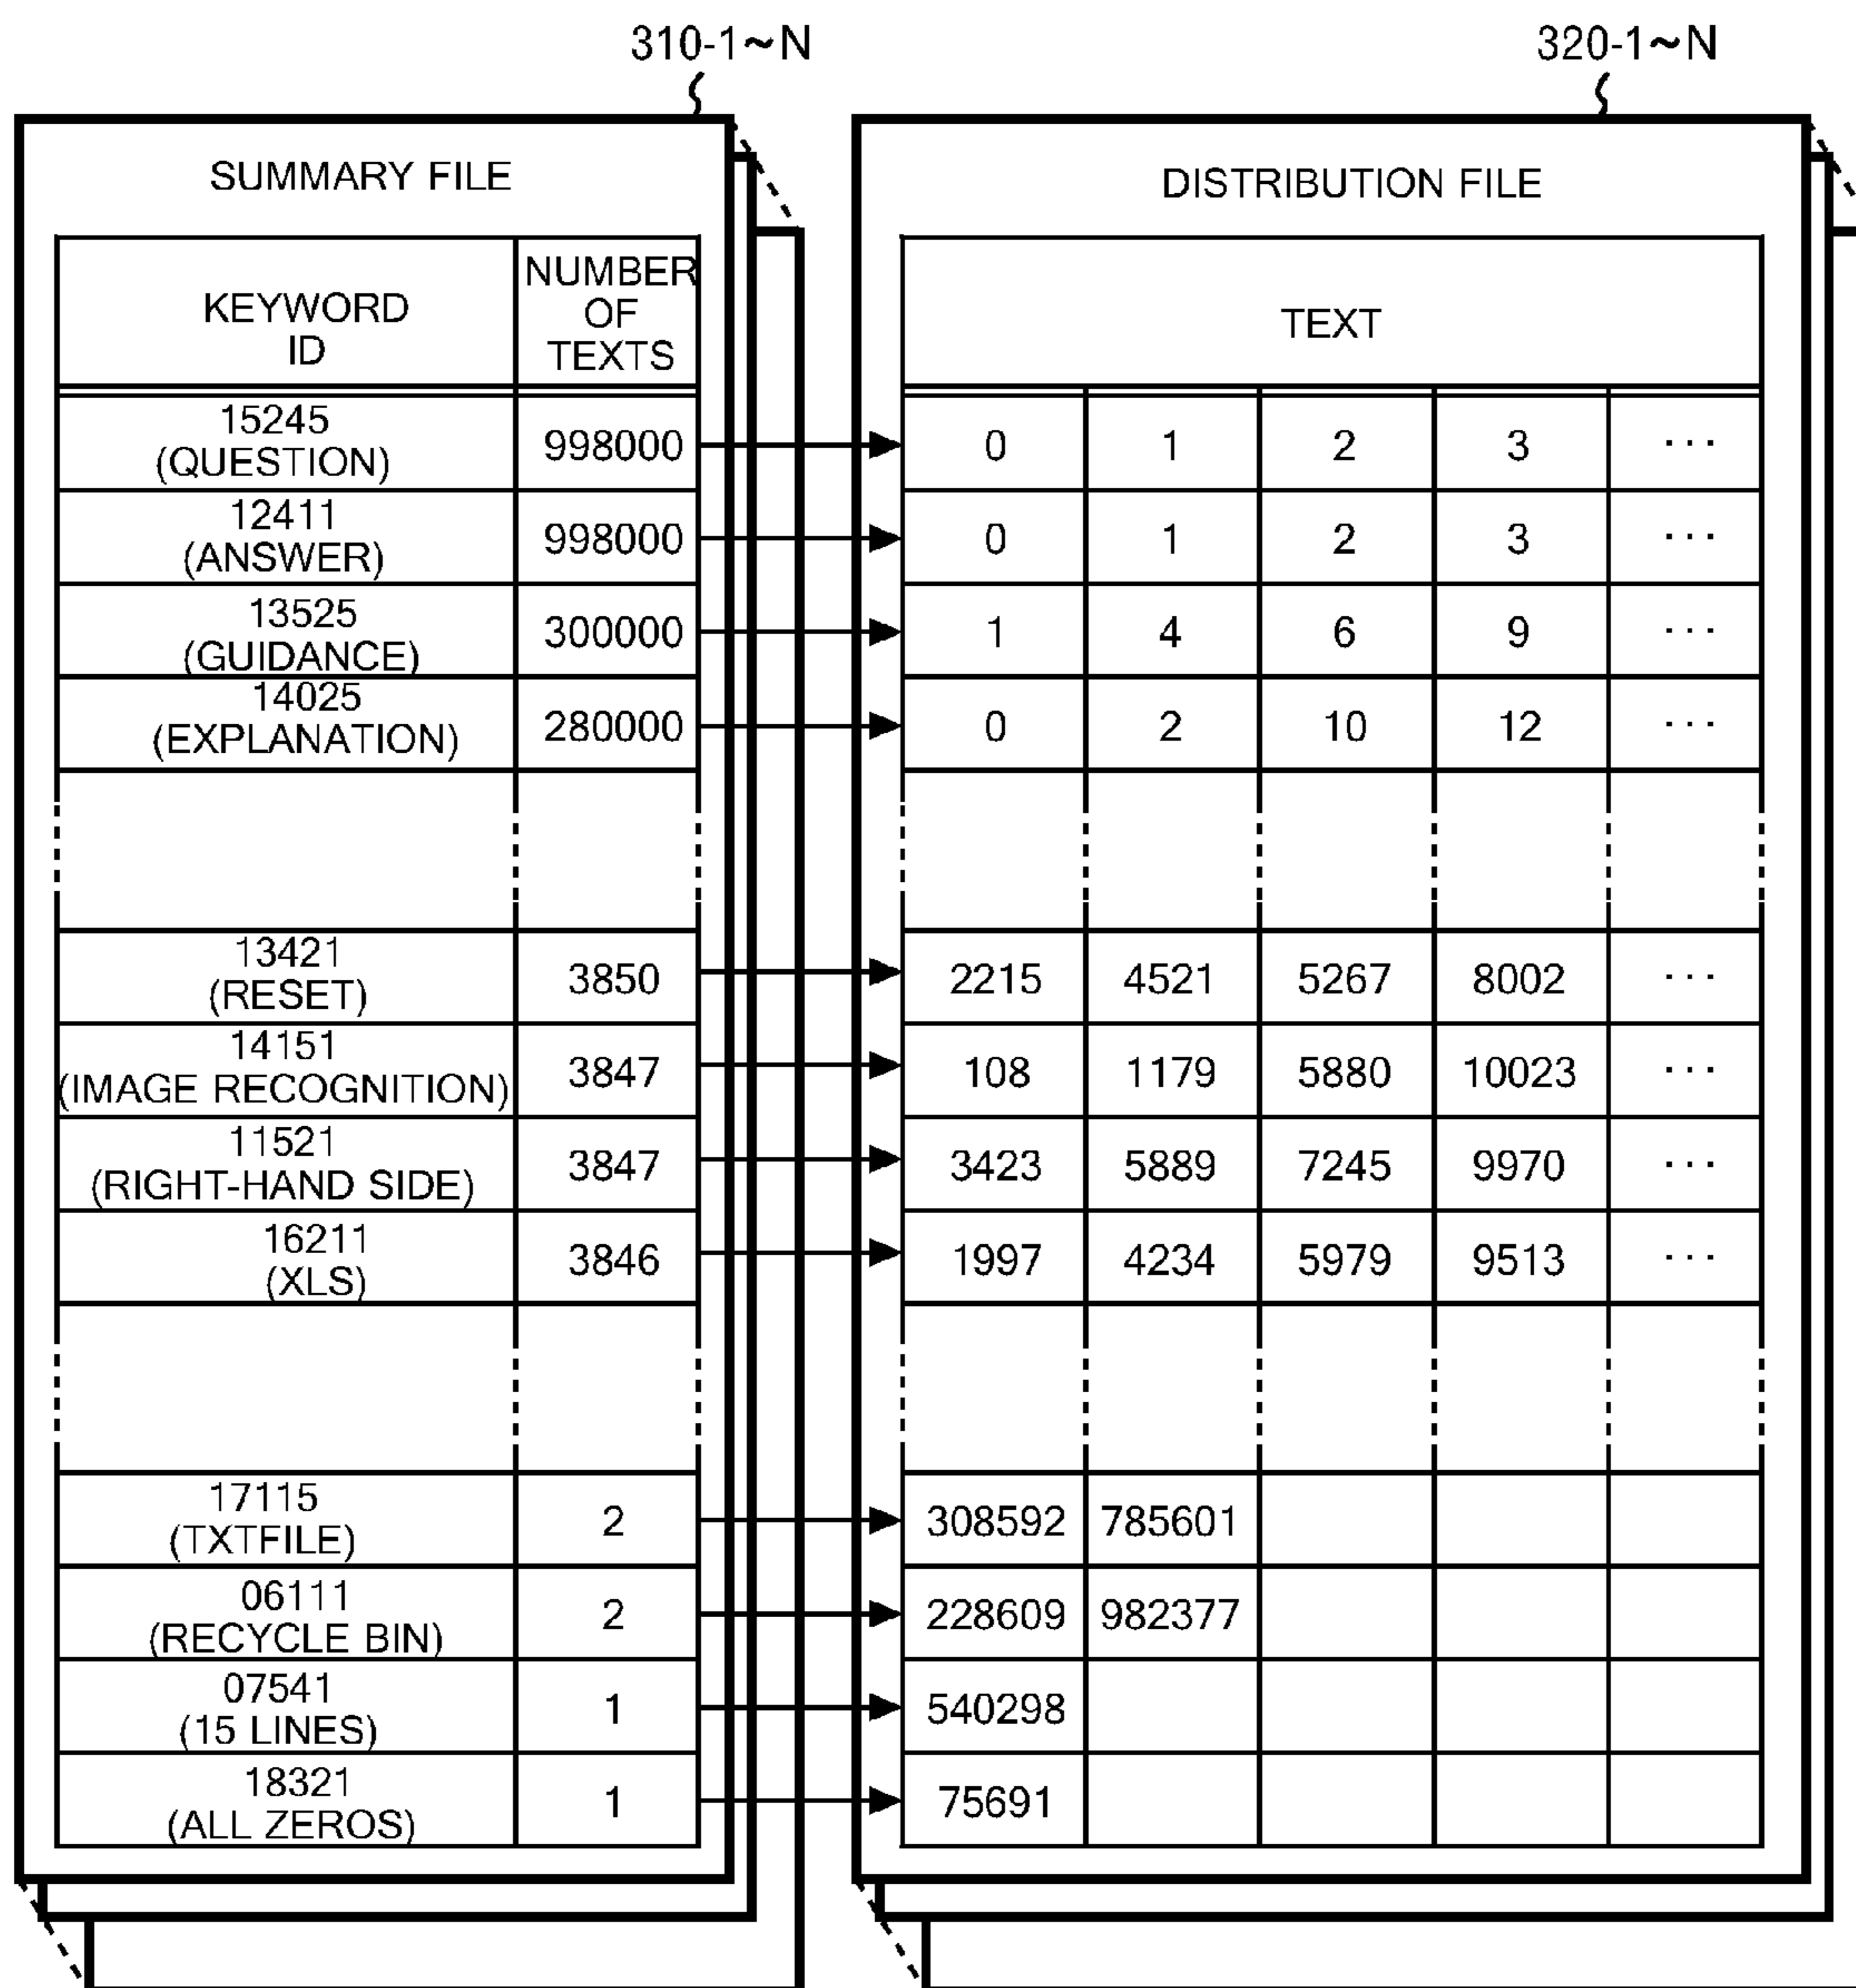 310-1~N
320-1~N
SUMMARY FILE
DISTRIBUTION FILE
KEYWORD
ID
NUMBER
OF
TEXTS
TEXT
15245
(QUESTION)
998000
0 1 2 3 ···
12411
(ANSWER)
998000
0 1 2 3 ···
13525
(GUIDANCE)
300000
1 4 6 9 ···
14025
(EXPLANATION)
280000
0 2 10 12 ···
13421
(RESET)
3850
2215 4521 5267 8002 ···
14151
(IMAGE RECOGNITION)
3847
108 1179 5880 10023 ···
11521
(RIGHT-HAND SIDE)
3847
3423 5889 7245 9970 ···
16211
(XLS)
3846
1997 4234 5979 9513 ···
17115
(TXTFILE)
2
308592 785601
06111
(RECYCLE BIN)
2
228609 982377
07541
(15 LINES)
1
540298
18321
(ALL ZEROS)
1
75691